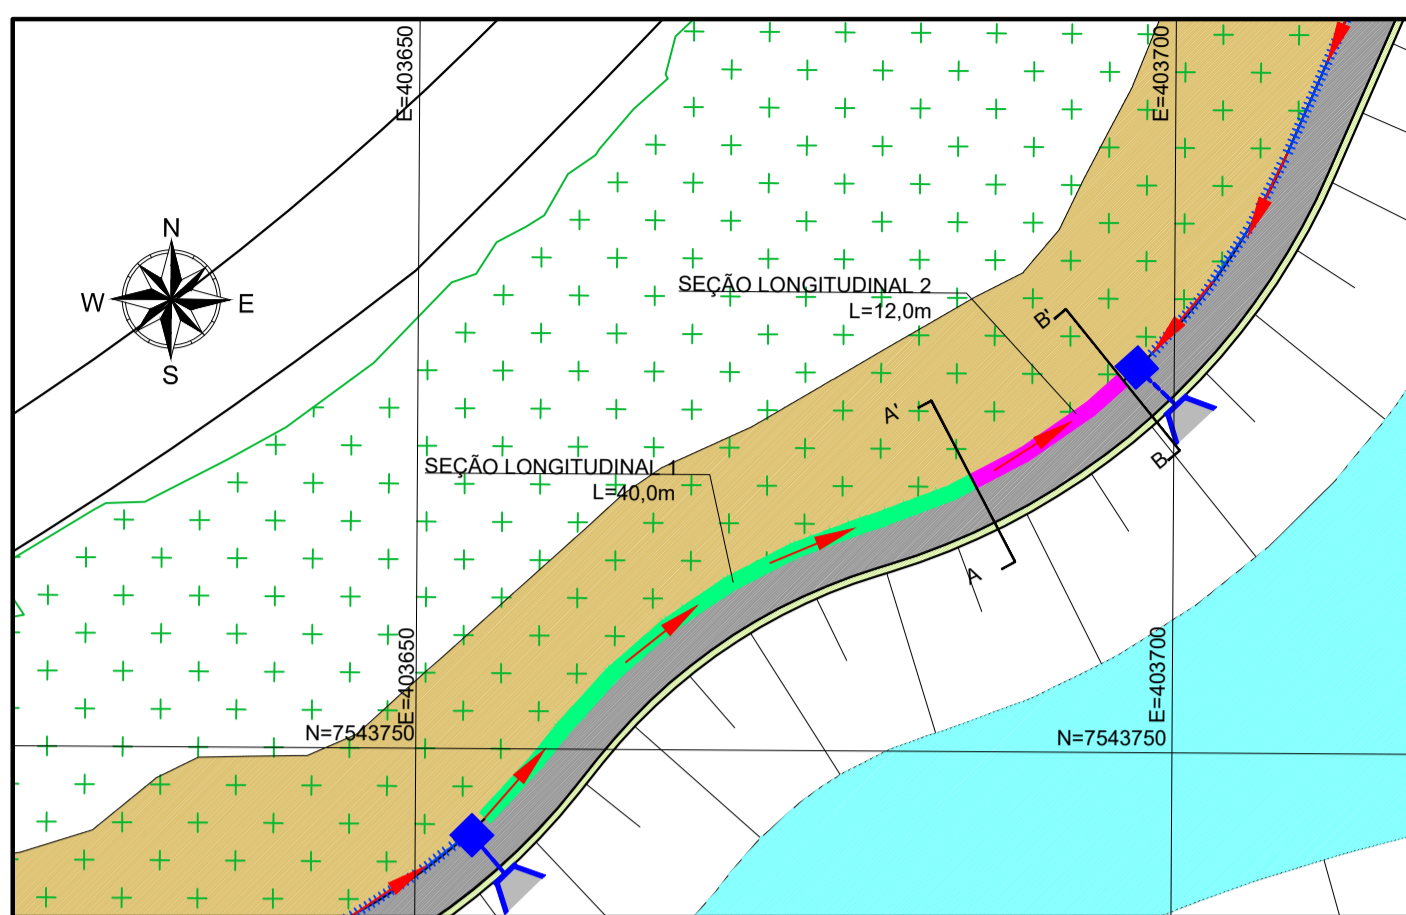 E=403650
E=403700
N
W
E
S
SEÇÃO LONGITUDINAL 2
L=12,0m
B'
A'
SEÇÃO LONGITUDINAL 1
L=40,0m
B
A
E=403650
E=403700
N=7543750
N=7543750